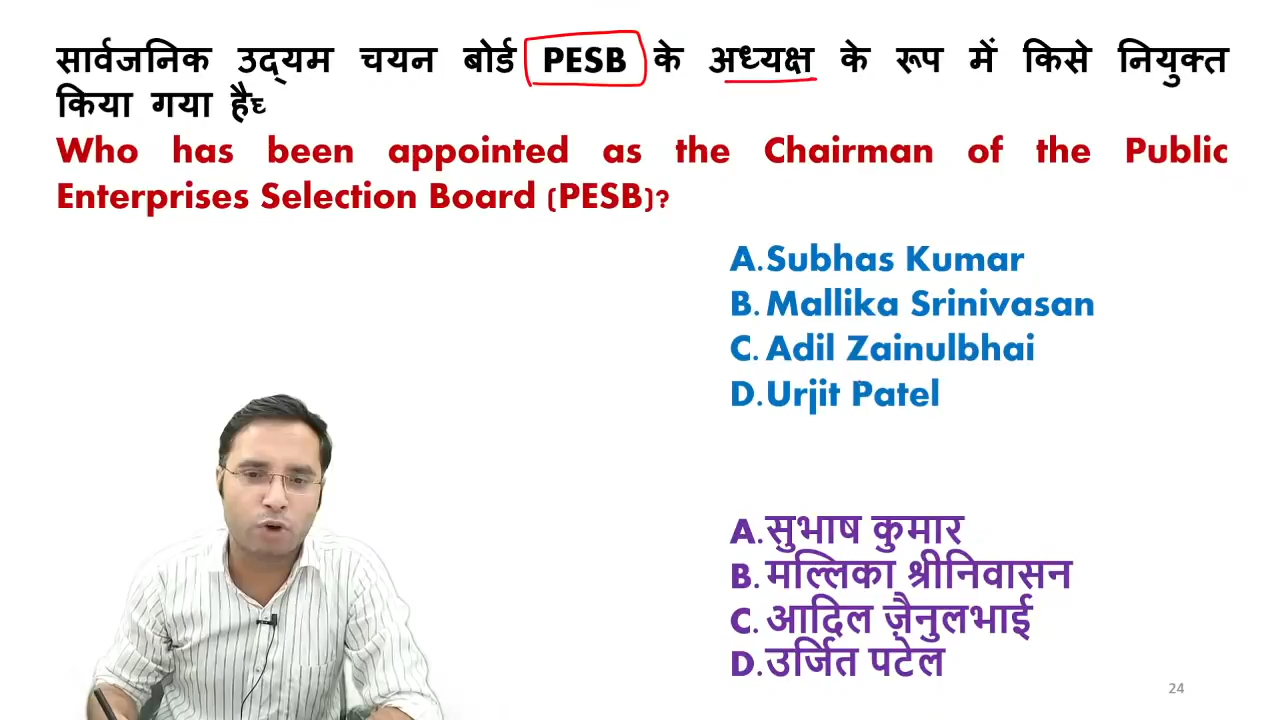 सार्वजनिक उद्यम चयन बोर्ड PESB के अध्यक्ष के रूप में किसे नियुक्त
किया गया हैघ्
Who has been appointed as the Chairman of the Public
Enterprises Selection Board (PESB)?
A.Subhas Kumar
B. Mallika Srinivasan
C. Adil Zainulbhai
D.Urjit Patel
A.सुभाष कुमार
B. मल्लिका श्रीनिवासन
C. आदिल ज़ैनुलभाई
D.उर्जित पटेल
24